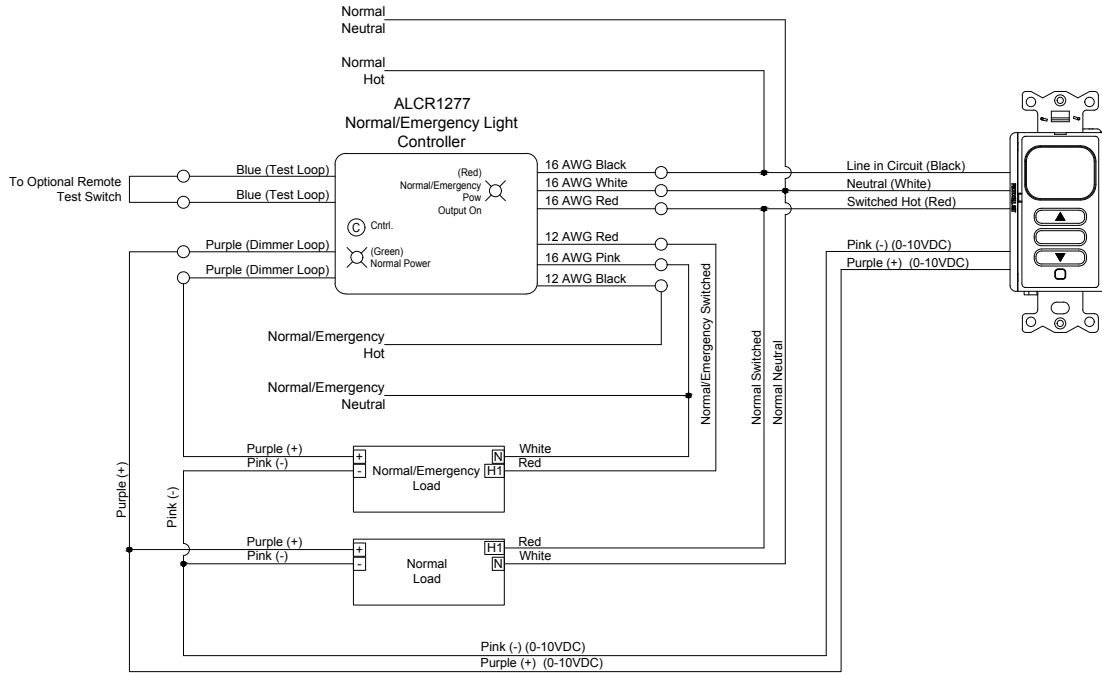 Normal
Neutral
Normal
Hot
ALCR1277
Normal/Emergency Light
Controller
To Optional Remote
Test Switch
Blue (Test Loop)
Blue (Test Loop)
Purple (Dimmer Loop)
Purple (Dimmer Loop)
(Red)
Normal/Emergency
Pow
Output On
C Cntrl.
(Green)
Normal Power
16 AWG Black
16 AWG White
16 AWG Red
12 AWG Red
16 AWG Pink
12 AWG Black
Line in Circuit (Black)
Neutral (White)
Switched Hot (Red)
Pink (-) (0-10VDC)
Purple (+) (0-10VDC)
Normal/Emergency
Hot
Normal/Emergency
Neutral
Normal/Emergency Switched
Normal Switched
Normal Neutral
Purple (+)
Pink (-)
Purple (+)
Pink (-)
+
-
Normal/Emergency
Load
N
H1
White
Red
Purple (+)
Pink (-)
+
-
Normal
Load
H1
N
Red
White
Pink (-) (0-10VDC)
Purple (+) (0-10VDC)